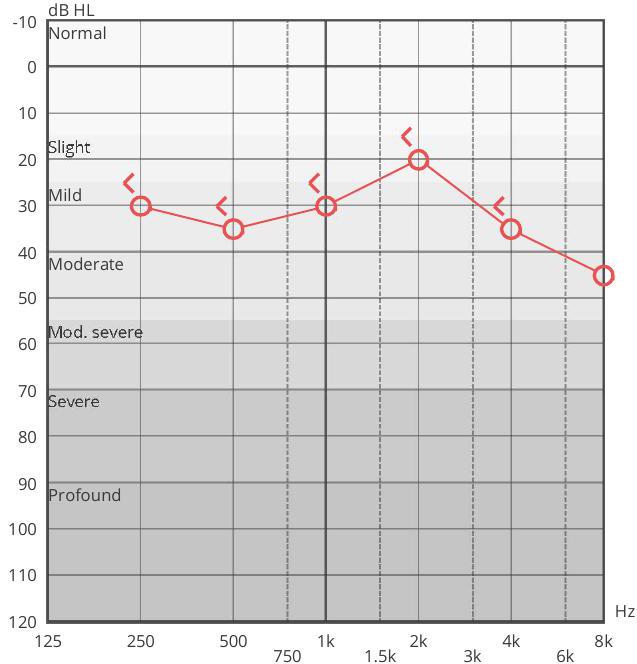 dB HL
-10
Normal
0
10
Slight
20
Mild
30
40
Moderate
50
Mod. severe
60
70
Severe
80
90
Profound
100
110
120
Hz
125 250 500 1k 2k 4k 8k
750 1.5k 3k 6k